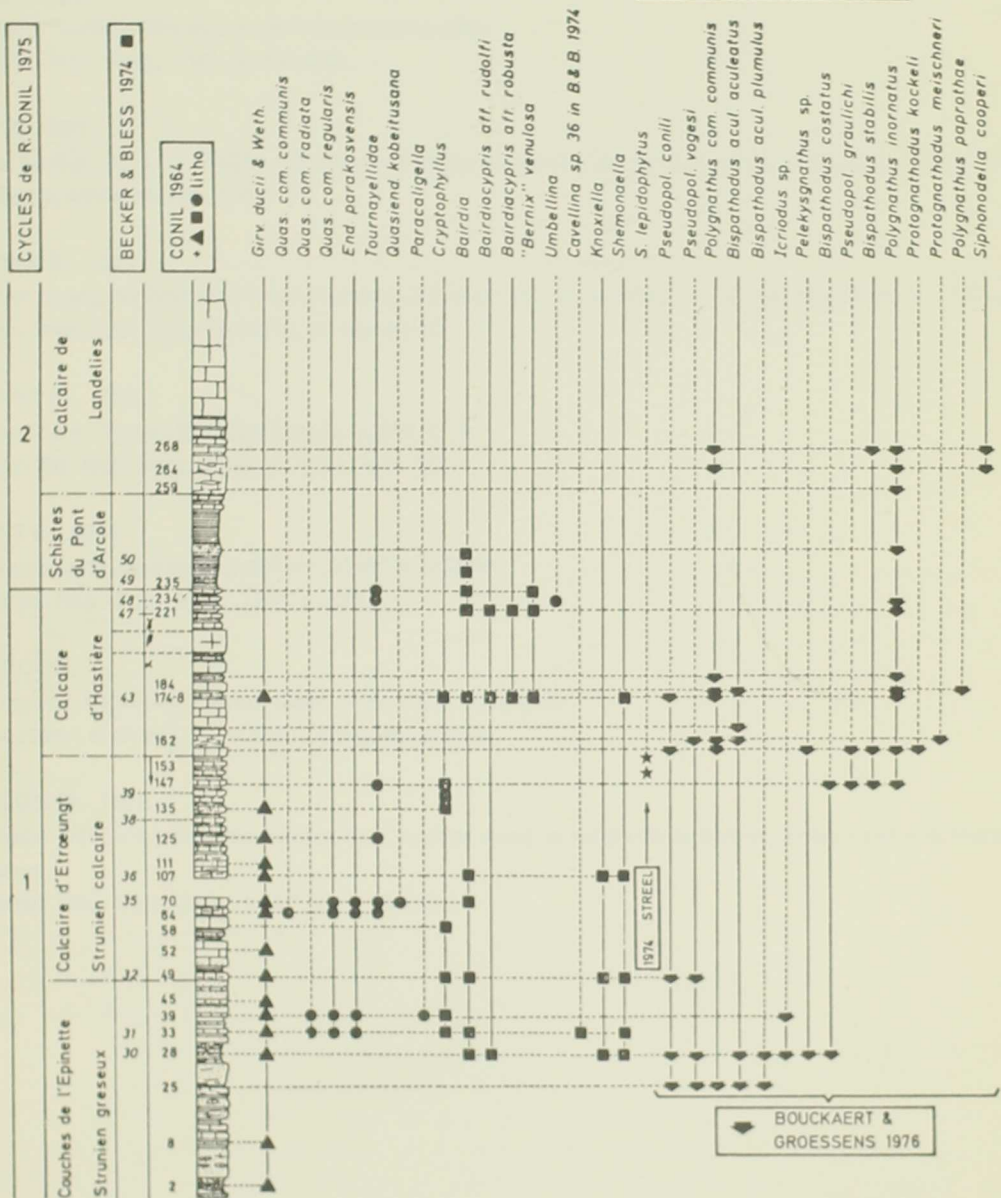 CYCLES de R.CONIL 1975
BECKER & BLESS 1974 ■
CONIL 1964
* ▲ ■ ● litho
Girv ducii & Weth.
Quas com communis
Quas com. radiata
Quas com regularis
End parakosvensis
Tournayellidae
Quasiend kobeitusana
Paracaligella
Cryptophyllus
Bairdia
Bairdiocypris aff rudolfi
Bairdiacypris aff. robusta
"Bernix" venulosa
Umbellina
Cavellina sp. 36 in B & B. 1974
Knoxiella
Shemonaella
S. lepidophytus
Pseudopol. conili
Pseudopol. vogesi
Polygnathus com. communis
Bispathodus acul. aculeatus
Bispathodus acul. plumulus
Icriodus sp.
Pelekysgnathus sp.
Bispathodus costatus
Pseudopol graulichi
Bispathodus stabilis
Polygnathus inornatus
Protognathodus kockeli
Protognathodus meischneri
Polygnathus paprothae
Siphonodella cooperi
2
Calcaire de
Landelies
268
264
259
Schistes
du Pont
d'Arcole
50
49
235
48
234
47
221
Calcaire
d'Hastière
184
43
174-8
162
153
147
39
135
38
125
111
36
107
1
Calcaire d'Etrœungt
Strunien calcaire
35
70
64
58
52
32
49
1974 STREEL
45
39
31
33
30
28
25
Couches de l'Epinette
Strunien greseux
8
2
BOUCKAERT &
GROESSENS 1976